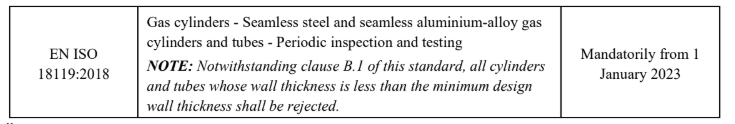 EN ISO
18119:2018
Gas cylinders - Seamless steel and seamless aluminium-alloy gas
cylinders and tubes - Periodic inspection and testing
NOTE: Notwithstanding clause B.1 of this standard, all cylinders
and tubes whose wall thickness is less than the minimum design
wall thickness shall be rejected.
Mandatorily from 1
January 2023